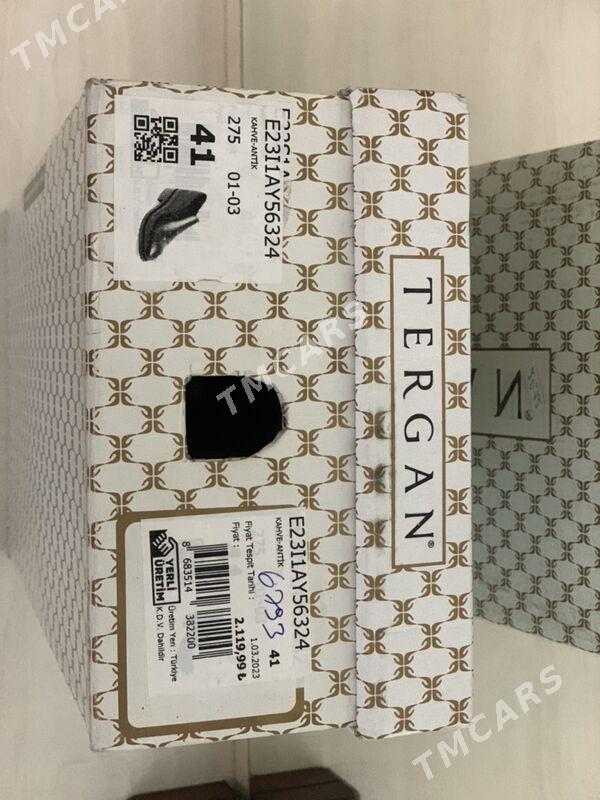 TERGAN®
E23I1AY56324
KAHVE-ANTİK
275 01-03
41
E23I1AY56324
KAHVE-ANTİK 41
6793
Fiyat Tespit Tarihi : 1.03.2023
Fiyat : 2.119,99 ₺
8 683514 382200
YERLİ ÜRETİM
Üretim Yeri : Türkiye
K.D.V. Dahildir
TMCARS
TMCARS
TMCARS
TMCARS